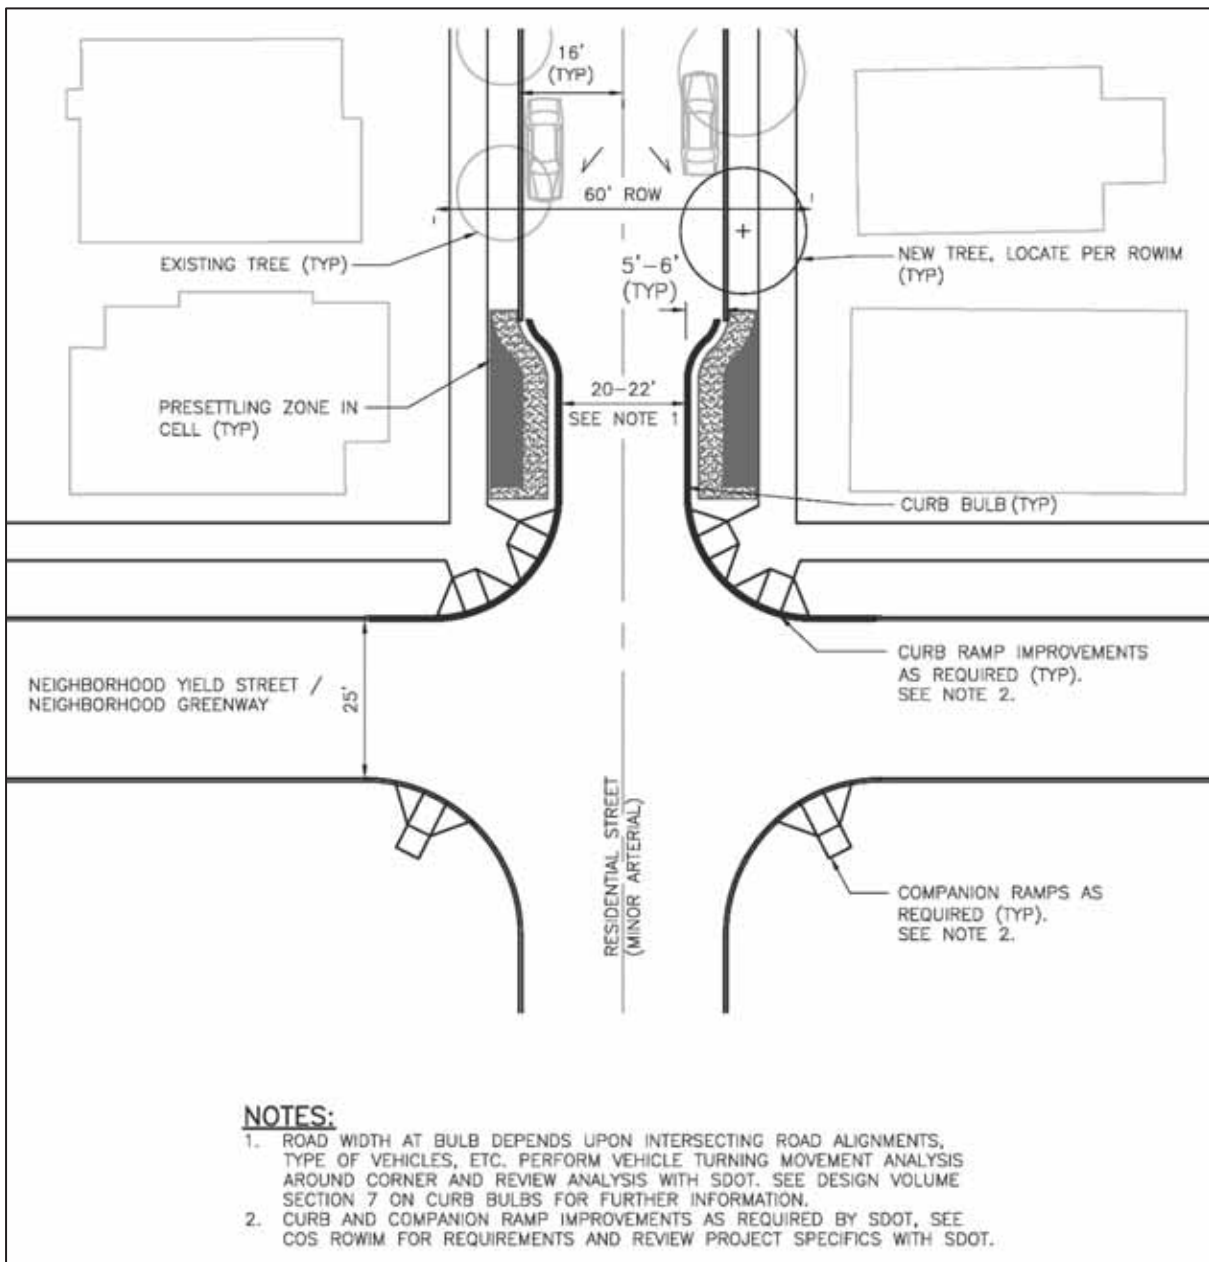 16'
(TYP)
60' ROW
EXISTING TREE (TYP)
NEW TREE, LOCATE PER ROWIM
(TYP)
5'-6'
(TYP)
20-22'
SEE NOTE 1
PRESETTLING ZONE IN
CELL (TYP)
CURB BULB (TYP)
CURB RAMP IMPROVEMENTS
AS REQUIRED (TYP).
SEE NOTE 2.
NEIGHBORHOOD YIELD STREET /
NEIGHBORHOOD GREENWAY
25'
RESIDENTIAL STREET
(MINOR ARTERIAL)
COMPANION RAMPS AS
REQUIRED (TYP).
SEE NOTE 2.
NOTES:
1. ROAD WIDTH AT BULB DEPENDS UPON INTERSECTING ROAD ALIGNMENTS,
TYPE OF VEHICLES, ETC. PERFORM VEHICLE TURNING MOVEMENT ANALYSIS
AROUND CORNER AND REVIEW ANALYSIS WITH SDOT. SEE DESIGN VOLUME
SECTION 7 ON CURB BULBS FOR FURTHER INFORMATION.
2. CURB AND COMPANION RAMP IMPROVEMENTS AS REQUIRED BY SDOT, SEE
COS ROWIM FOR REQUIREMENTS AND REVIEW PROJECT SPECIFICS WITH SDOT.